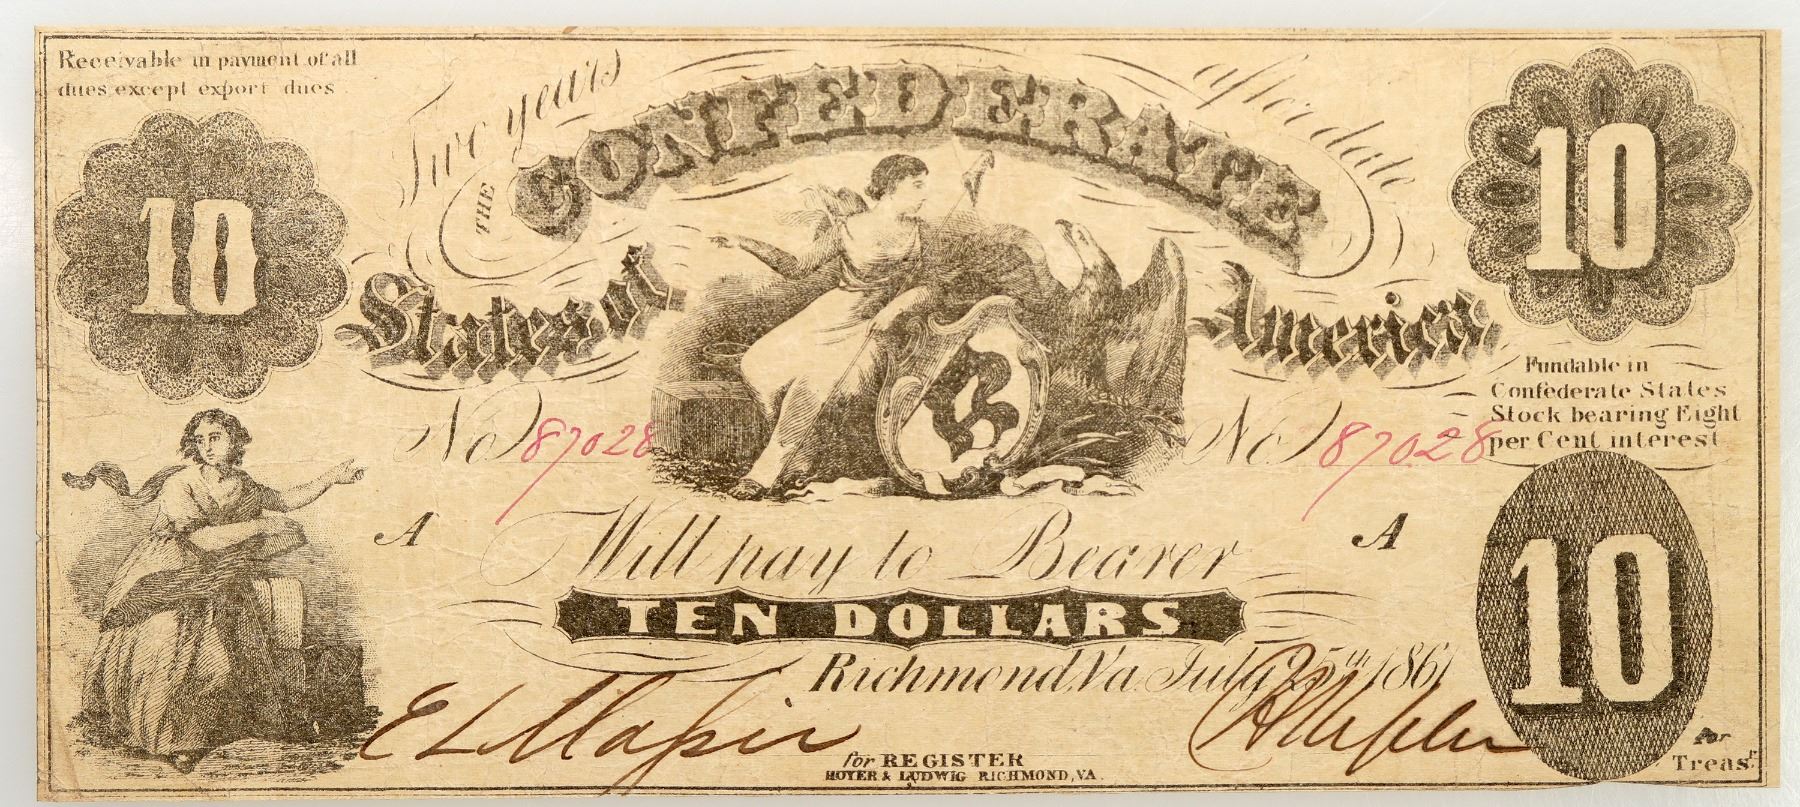 Receivable in payment of all
dues except export dues
Two years after date
THE CONFEDERATE
States of America
10
10
Fundable in
Confederate States
Stock bearing Eight
per Cent interest
No 87028
No 87028
A
A
Will pay to Bearer
TEN DOLLARS
10
Richmond, Va. July 25th 1861
for REGISTER
for
Treasr
HOYER & LUDWIG RICHMOND, VA.